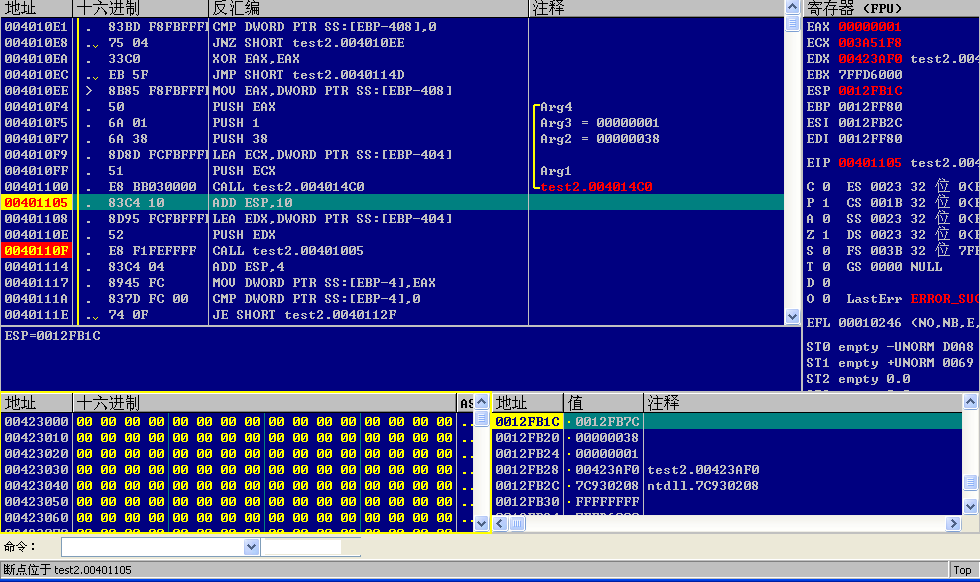 地址 十六进制 反汇编 注释
004010E1 . 83BD F8FBFFFI CMP DWORD PTR SS:[EBP-408],0
004010E8 .⌄ 75 04 JNZ SHORT test2.004010EE
004010EA . 33C0 XOR EAX,EAX
004010EC .⌄ EB 5F JMP SHORT test2.0040114D
004010EE > 8B85 F8FBFFFI MOV EAX,DWORD PTR SS:[EBP-408]
004010F4 . 50 PUSH EAX Arg4
004010F5 . 6A 01 PUSH 1 Arg3 = 00000001
004010F7 . 6A 38 PUSH 38 Arg2 = 00000038
004010F9 . 8D8D FCFBFFFI LEA ECX,DWORD PTR SS:[EBP-404]
004010FF . 51 PUSH ECX Arg1
00401100 . E8 BB030000 CALL test2.004014C0 test2.004014C0
00401105 . 83C4 10 ADD ESP,10
00401108 . 8D95 FCFBFFFI LEA EDX,DWORD PTR SS:[EBP-404]
0040110E . 52 PUSH EDX
0040110F . E8 F1FEFFFF CALL test2.00401005
00401114 . 83C4 04 ADD ESP,4
00401117 . 8945 FC MOV DWORD PTR SS:[EBP-4],EAX
0040111A . 837D FC 00 CMP DWORD PTR SS:[EBP-4],0
0040111E .⌄ 74 0F JE SHORT test2.0040112F
ESP=0012FB1C
寄存器 (FPU)
EAX 00000001
ECX 003A51F8
EDX 00423AF0 test2.004
EBX 7FFD6000
ESP 0012FB1C
EBP 0012FF80
ESI 0012FB2C
EDI 0012FF80
EIP 00401105 test2.004
C 0 ES 0023 32 位 0(F
P 1 CS 001B 32 位 0(F
A 0 SS 0023 32 位 0(F
Z 1 DS 0023 32 位 0(F
S 0 FS 003B 32 位 7FF
T 0 GS 0000 NULL
D 0
O 0 LastErr ERROR_SUC
EFL 00010246 (NO,NB,E,
ST0 empty -UNORM D0A8
ST1 empty +UNORM 0069
ST2 empty 0.0
地址 十六进制 AS
00423000 00 00 00 00 00 00 00 00 00 00 00 00 00 00 00 00 ..
00423010 00 00 00 00 00 00 00 00 00 00 00 00 00 00 00 00 ..
00423020 00 00 00 00 00 00 00 00 00 00 00 00 00 00 00 00 ..
00423030 00 00 00 00 00 00 00 00 00 00 00 00 00 00 00 00 ..
00423040 00 00 00 00 00 00 00 00 00 00 00 00 00 00 00 00 ..
00423050 00 00 00 00 00 00 00 00 00 00 00 00 00 00 00 00 ..
00423060 00 00 00 00 00 00 00 00 00 00 00 00 00 00 00 00 ..
地址 值 注释
0012FB1C ·0012FB7C
0012FB20 ·00000038
0012FB24 ·00000001
0012FB28 ·00423AF0 test2.00423AF0
0012FB2C ·7C930208 ntdll.7C930208
0012FB30 ·FFFFFFFF
命令：
断点位于 test2.00401105 Top